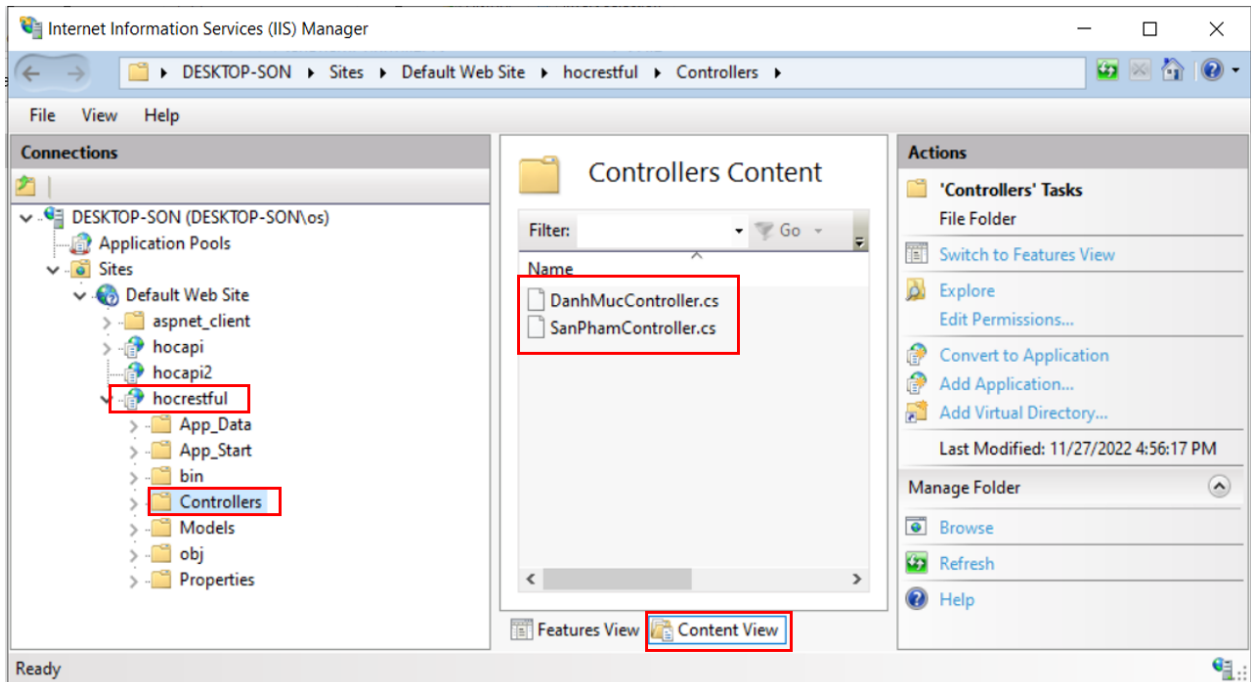 Internet Information Services (IIS) Manager
DESKTOP-SON Sites Default Web Site hocrestful Controllers
File View Help
Connections
DESKTOP-SON (DESKTOP-SON\os)
Application Pools
Sites
Default Web Site
aspnet_client
hocapi
hocapi2
hocrestful
App_Data
App_Start
bin
Controllers
Models
obj
Properties
Controllers Content
Filter: Go
Name
DanhMucController.cs
SanPhamController.cs
Features View Content View
Actions
'Controllers' Tasks
File Folder
Switch to Features View
Explore
Edit Permissions...
Convert to Application
Add Application...
Add Virtual Directory...
Last Modified: 11/27/2022 4:56:17 PM
Manage Folder
Browse
Refresh
Help
Ready